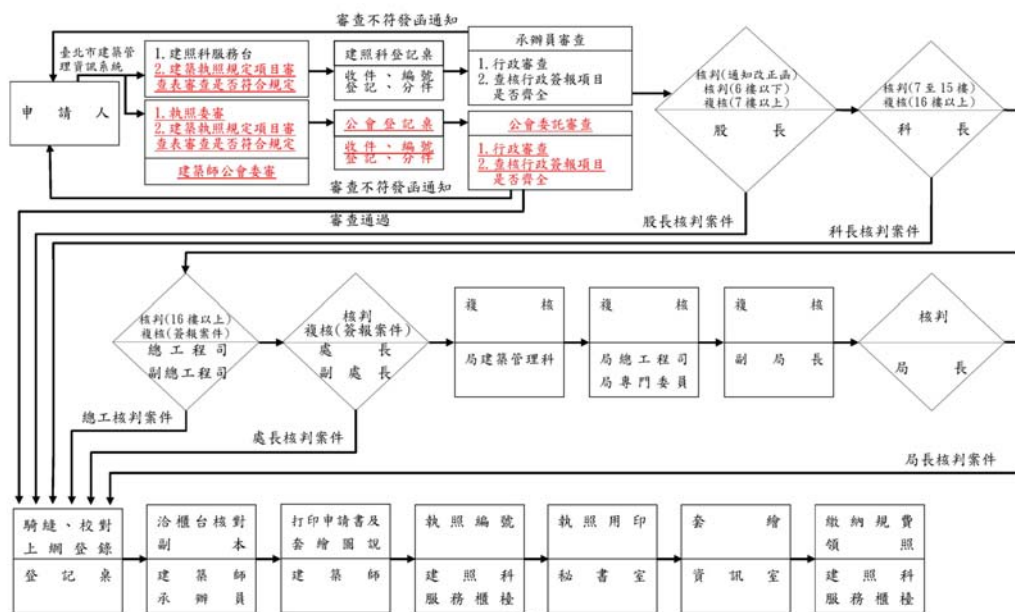 審查不符發函通知
臺北市建築管
理資訊系統
申請人
1.建照科服務台
2.建築執照規定項目審
查表審查是否符合規定
建照科登記桌
收件、編號
登記、分件
承辦員審查
1.行政審查
2.查核行政簽報項目
是否齊全
1.執照委審
2.建築執照規定項目審
查表審查是否符合規定
建築師公會委審
公會登記桌
收件、編號
登記、分件
公會委託審查
1.行政審查
2.查核行政簽報項目
是否齊全
核判(通知改正函)
核判(6樓以下)
複核(7樓以上)
股長
核判(7至15樓)
複核(16樓以上)
科長
審查不符發函通知
審查通過
股長核判案件
科長核判案件
核判(16樓以上)
複核(簽報案件)
總工程司
副總工程司
核判
複核(簽報案件)
處長
副處長
複核
局建築管理科
複核
局總工程司
局專門委員
複核
副局長
核判
局長
總工核判案件
處長核判案件
局長核判案件
騎縫、校對
上網登錄
登記桌
洽櫃台核對
副本
建築師
承辦員
打印申請書及
套繪圖說
建築師
執照編號
建照科
服務櫃檯
執照用印
秘書室
套繪
資訊室
繳納規費
領照
建照科
服務櫃檯